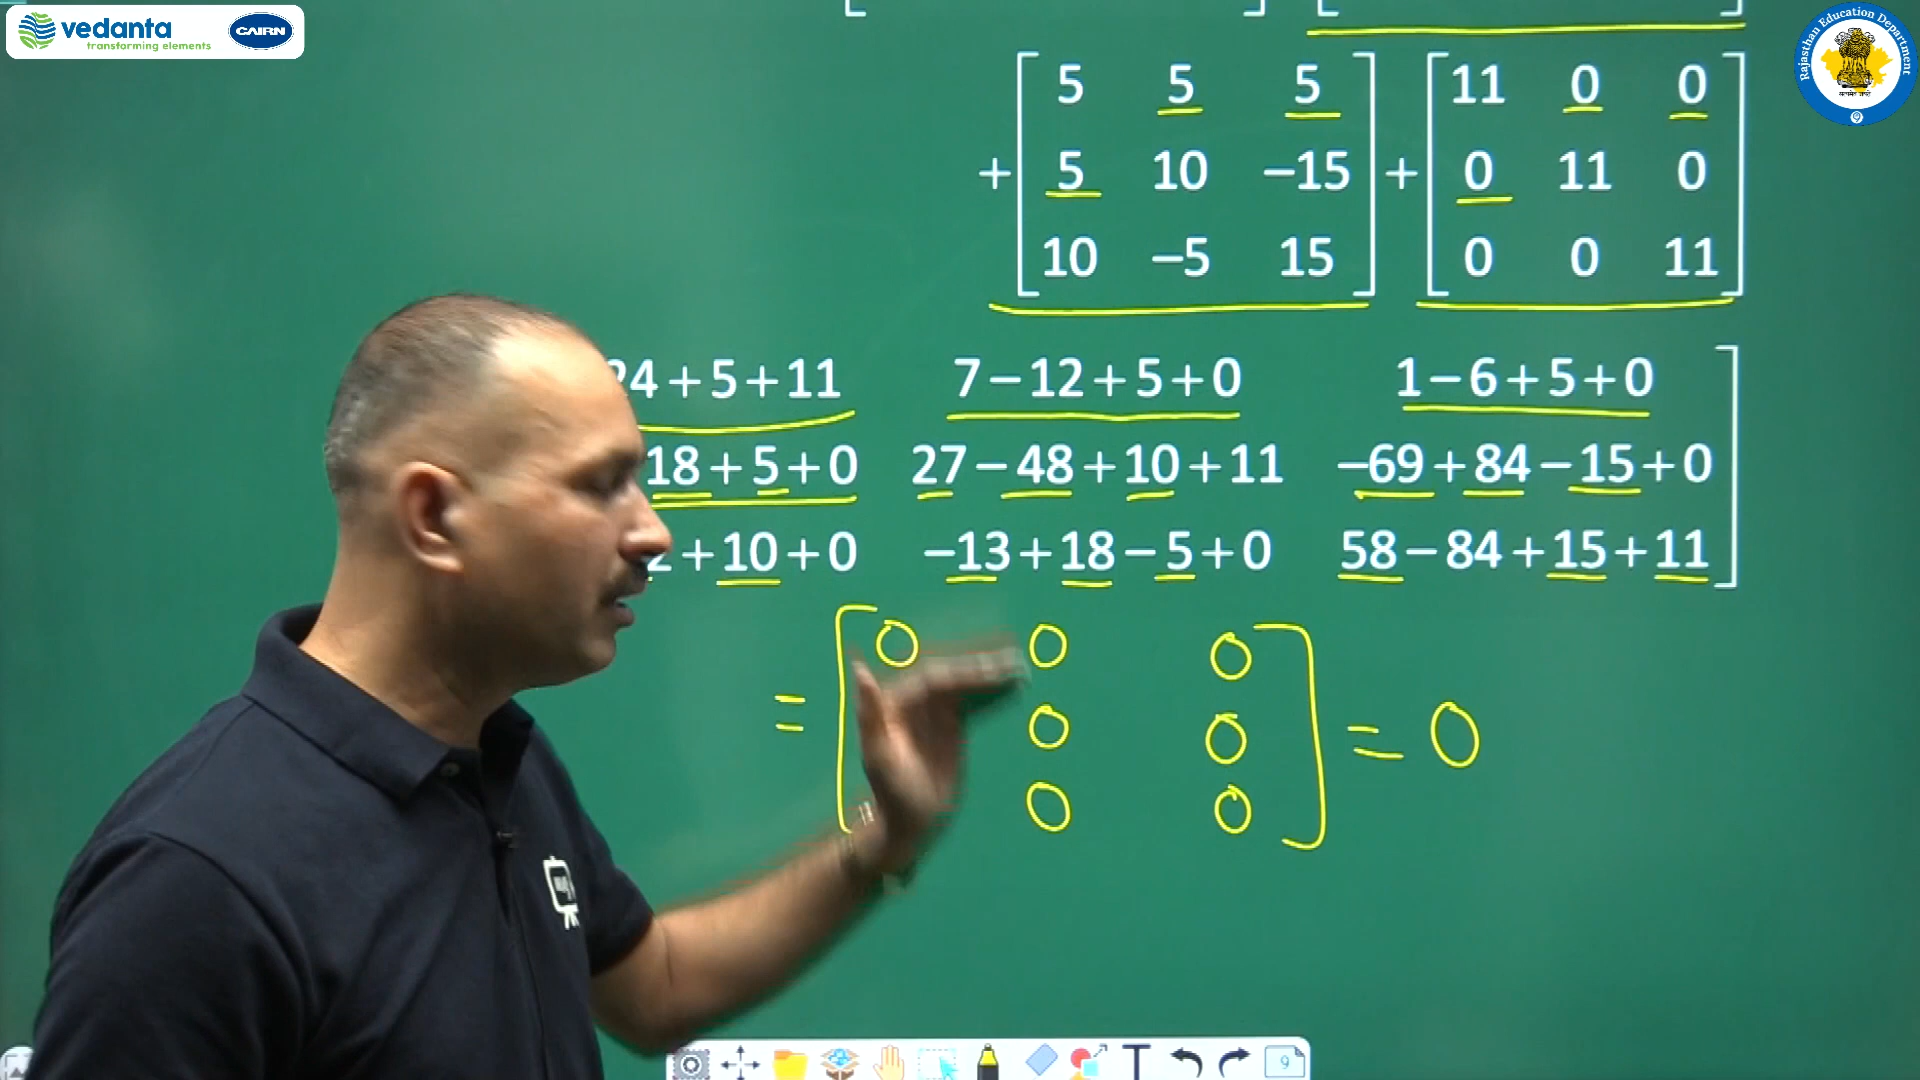 vedanta
transforming elements
CAIRN
Rajasthan Education Department
5 5 5
+ 5 10 −15
10 −5 15
11 0 0
+ 0 11 0
0 0 11
24+5+11 7−12+5+0 1−6+5+0
18+5+0 27−48+10+11 −69+84−15+0
2+10+0 −13+18−5+0 58−84+15+11
0 0 0
= 0 0 = 0
0 0
T 9